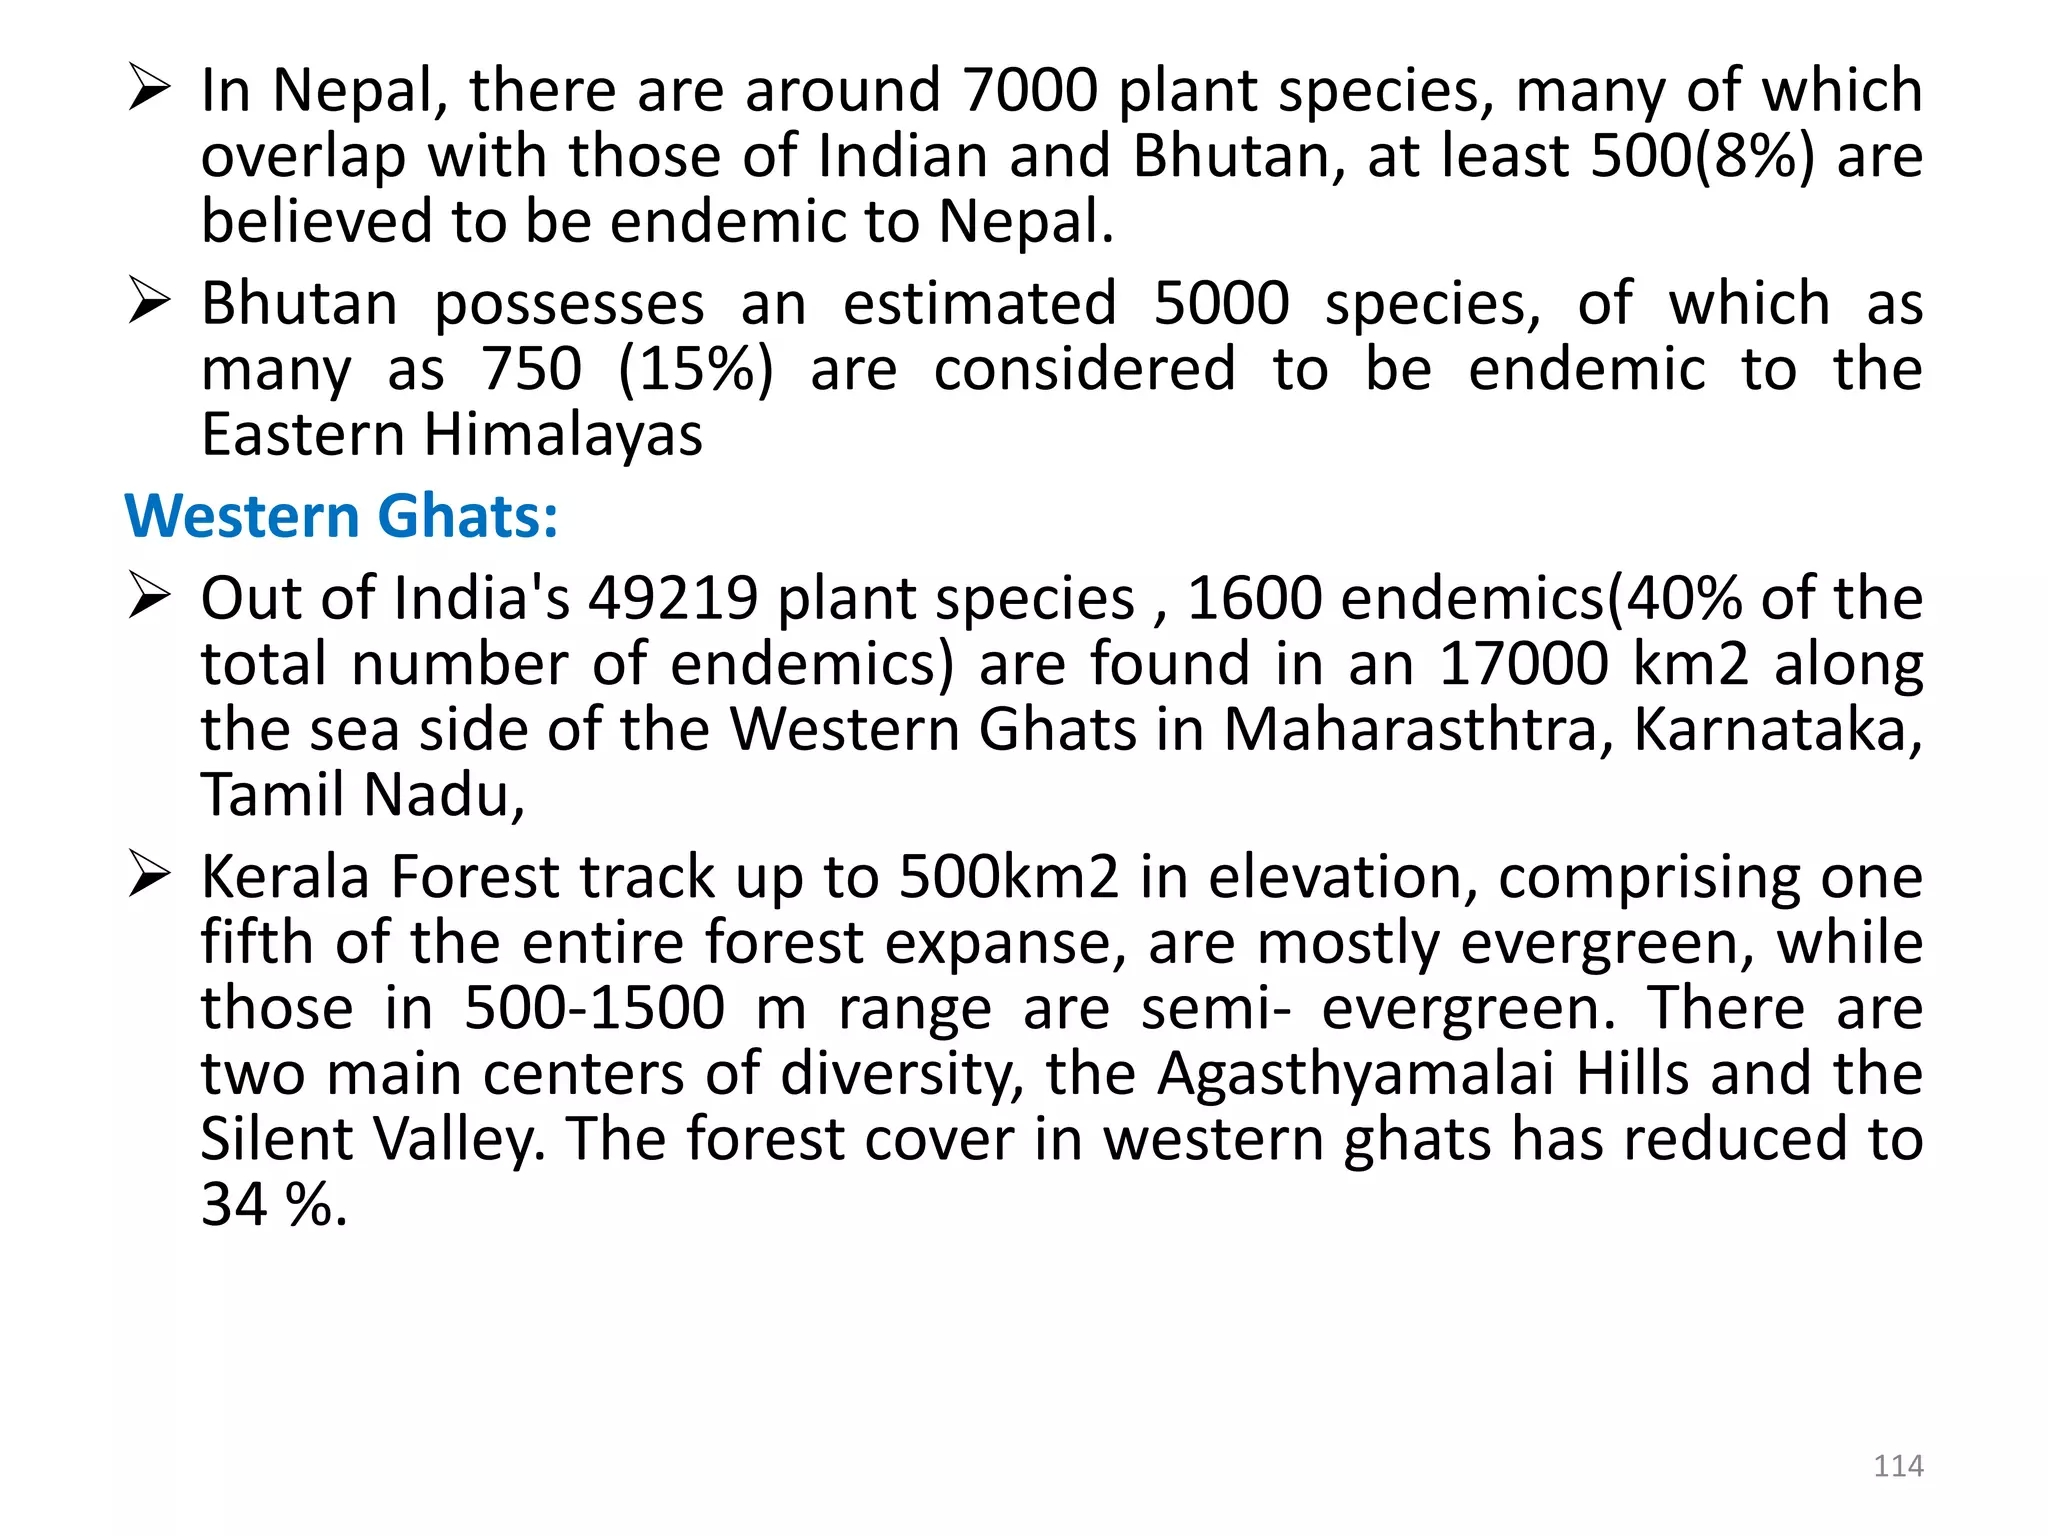 ➢ In Nepal, there are around 7000 plant species, many of which
overlap with those of Indian and Bhutan, at least 500(8%) are
believed to be endemic to Nepal.
➢ Bhutan possesses an estimated 5000 species, of which as
many as 750 (15%) are considered to be endemic to the
Eastern Himalayas
Western Ghats:
➢ Out of India's 49219 plant species , 1600 endemics(40% of the
total number of endemics) are found in an 17000 km2 along
the sea side of the Western Ghats in Maharasthtra, Karnataka,
Tamil Nadu,
➢ Kerala Forest track up to 500km2 in elevation, comprising one
fifth of the entire forest expanse, are mostly evergreen, while
those in 500-1500 m range are semi- evergreen. There are
two main centers of diversity, the Agasthyamalai Hills and the
Silent Valley. The forest cover in western ghats has reduced to
34 %.
114